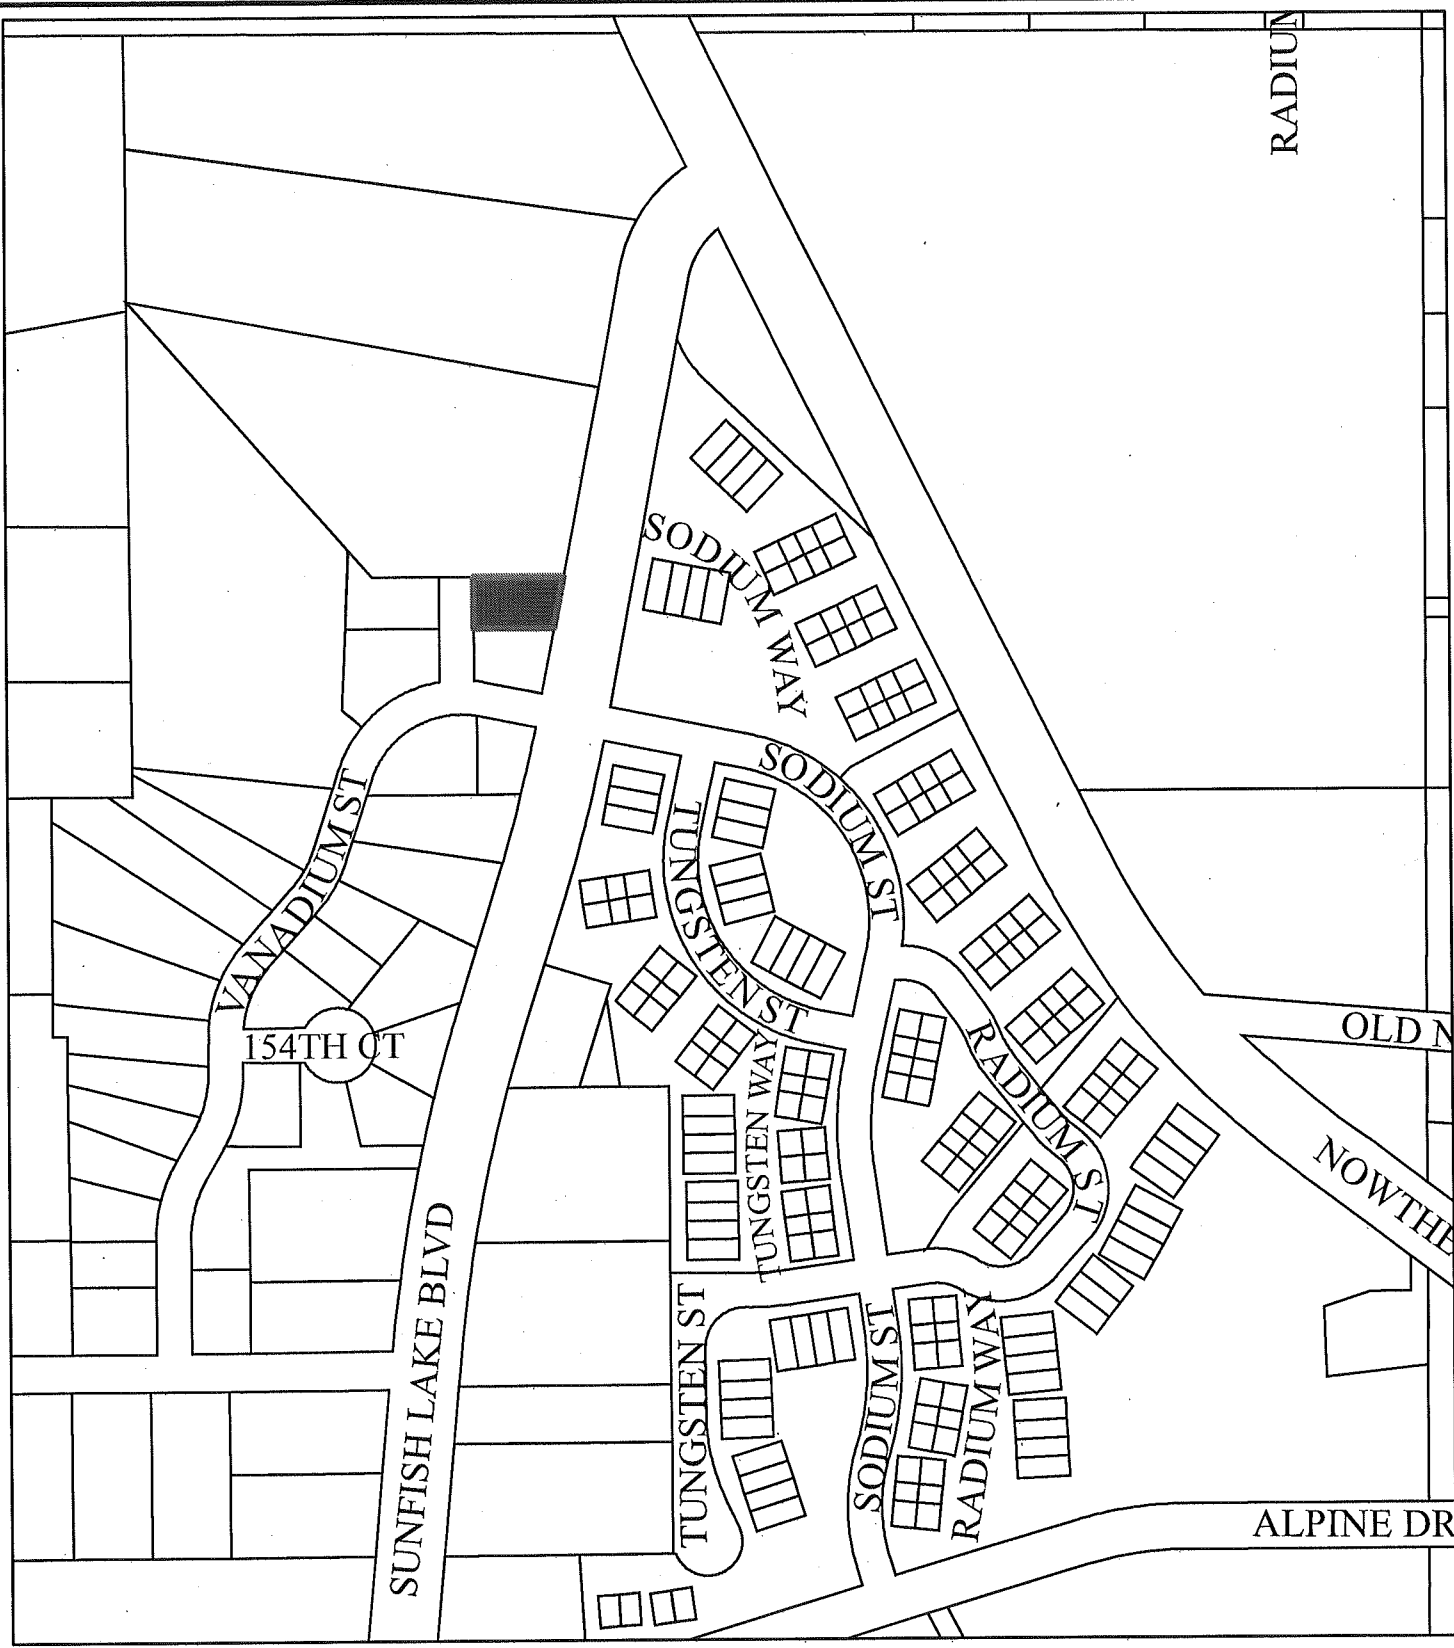 RADIUM
SODIUM WAY
SODIUM ST
VANADIUM ST
TUNGSTEN ST
154TH CT
OLD N
RADIUM ST
TUNGSTEN WAY
NOWTHE
SUNFISH LAKE BLVD
TUNGSTEN ST
SODIUM ST
RADIUM WAY
ALPINE DR